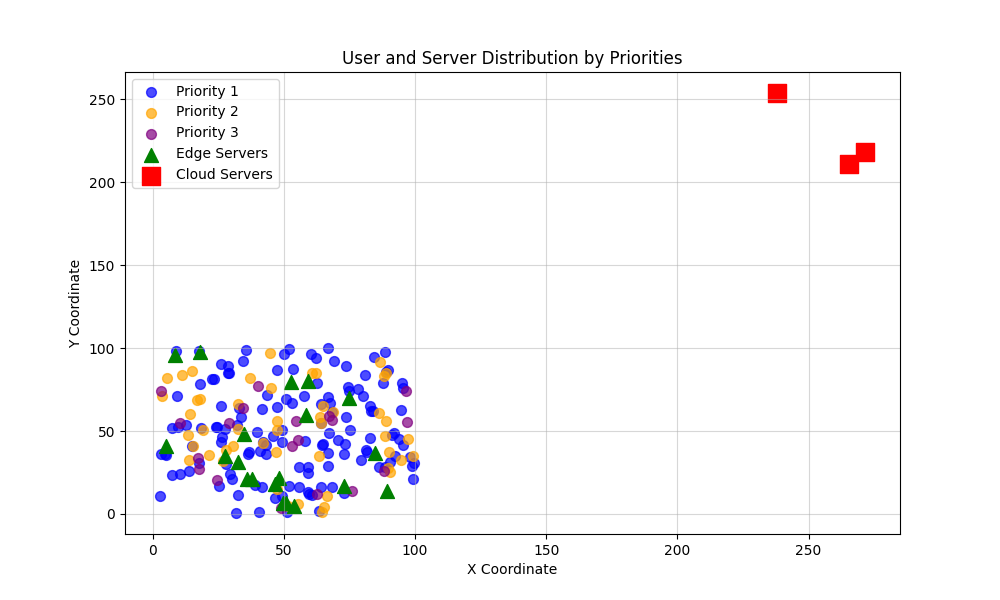 User and Server Distribution by Priorities
Priority 1
Priority 2
Priority 3
Edge Servers
Cloud Servers
Y Coordinate
250
200
150
100
50
0
0 50 100 150 200 250
X Coordinate